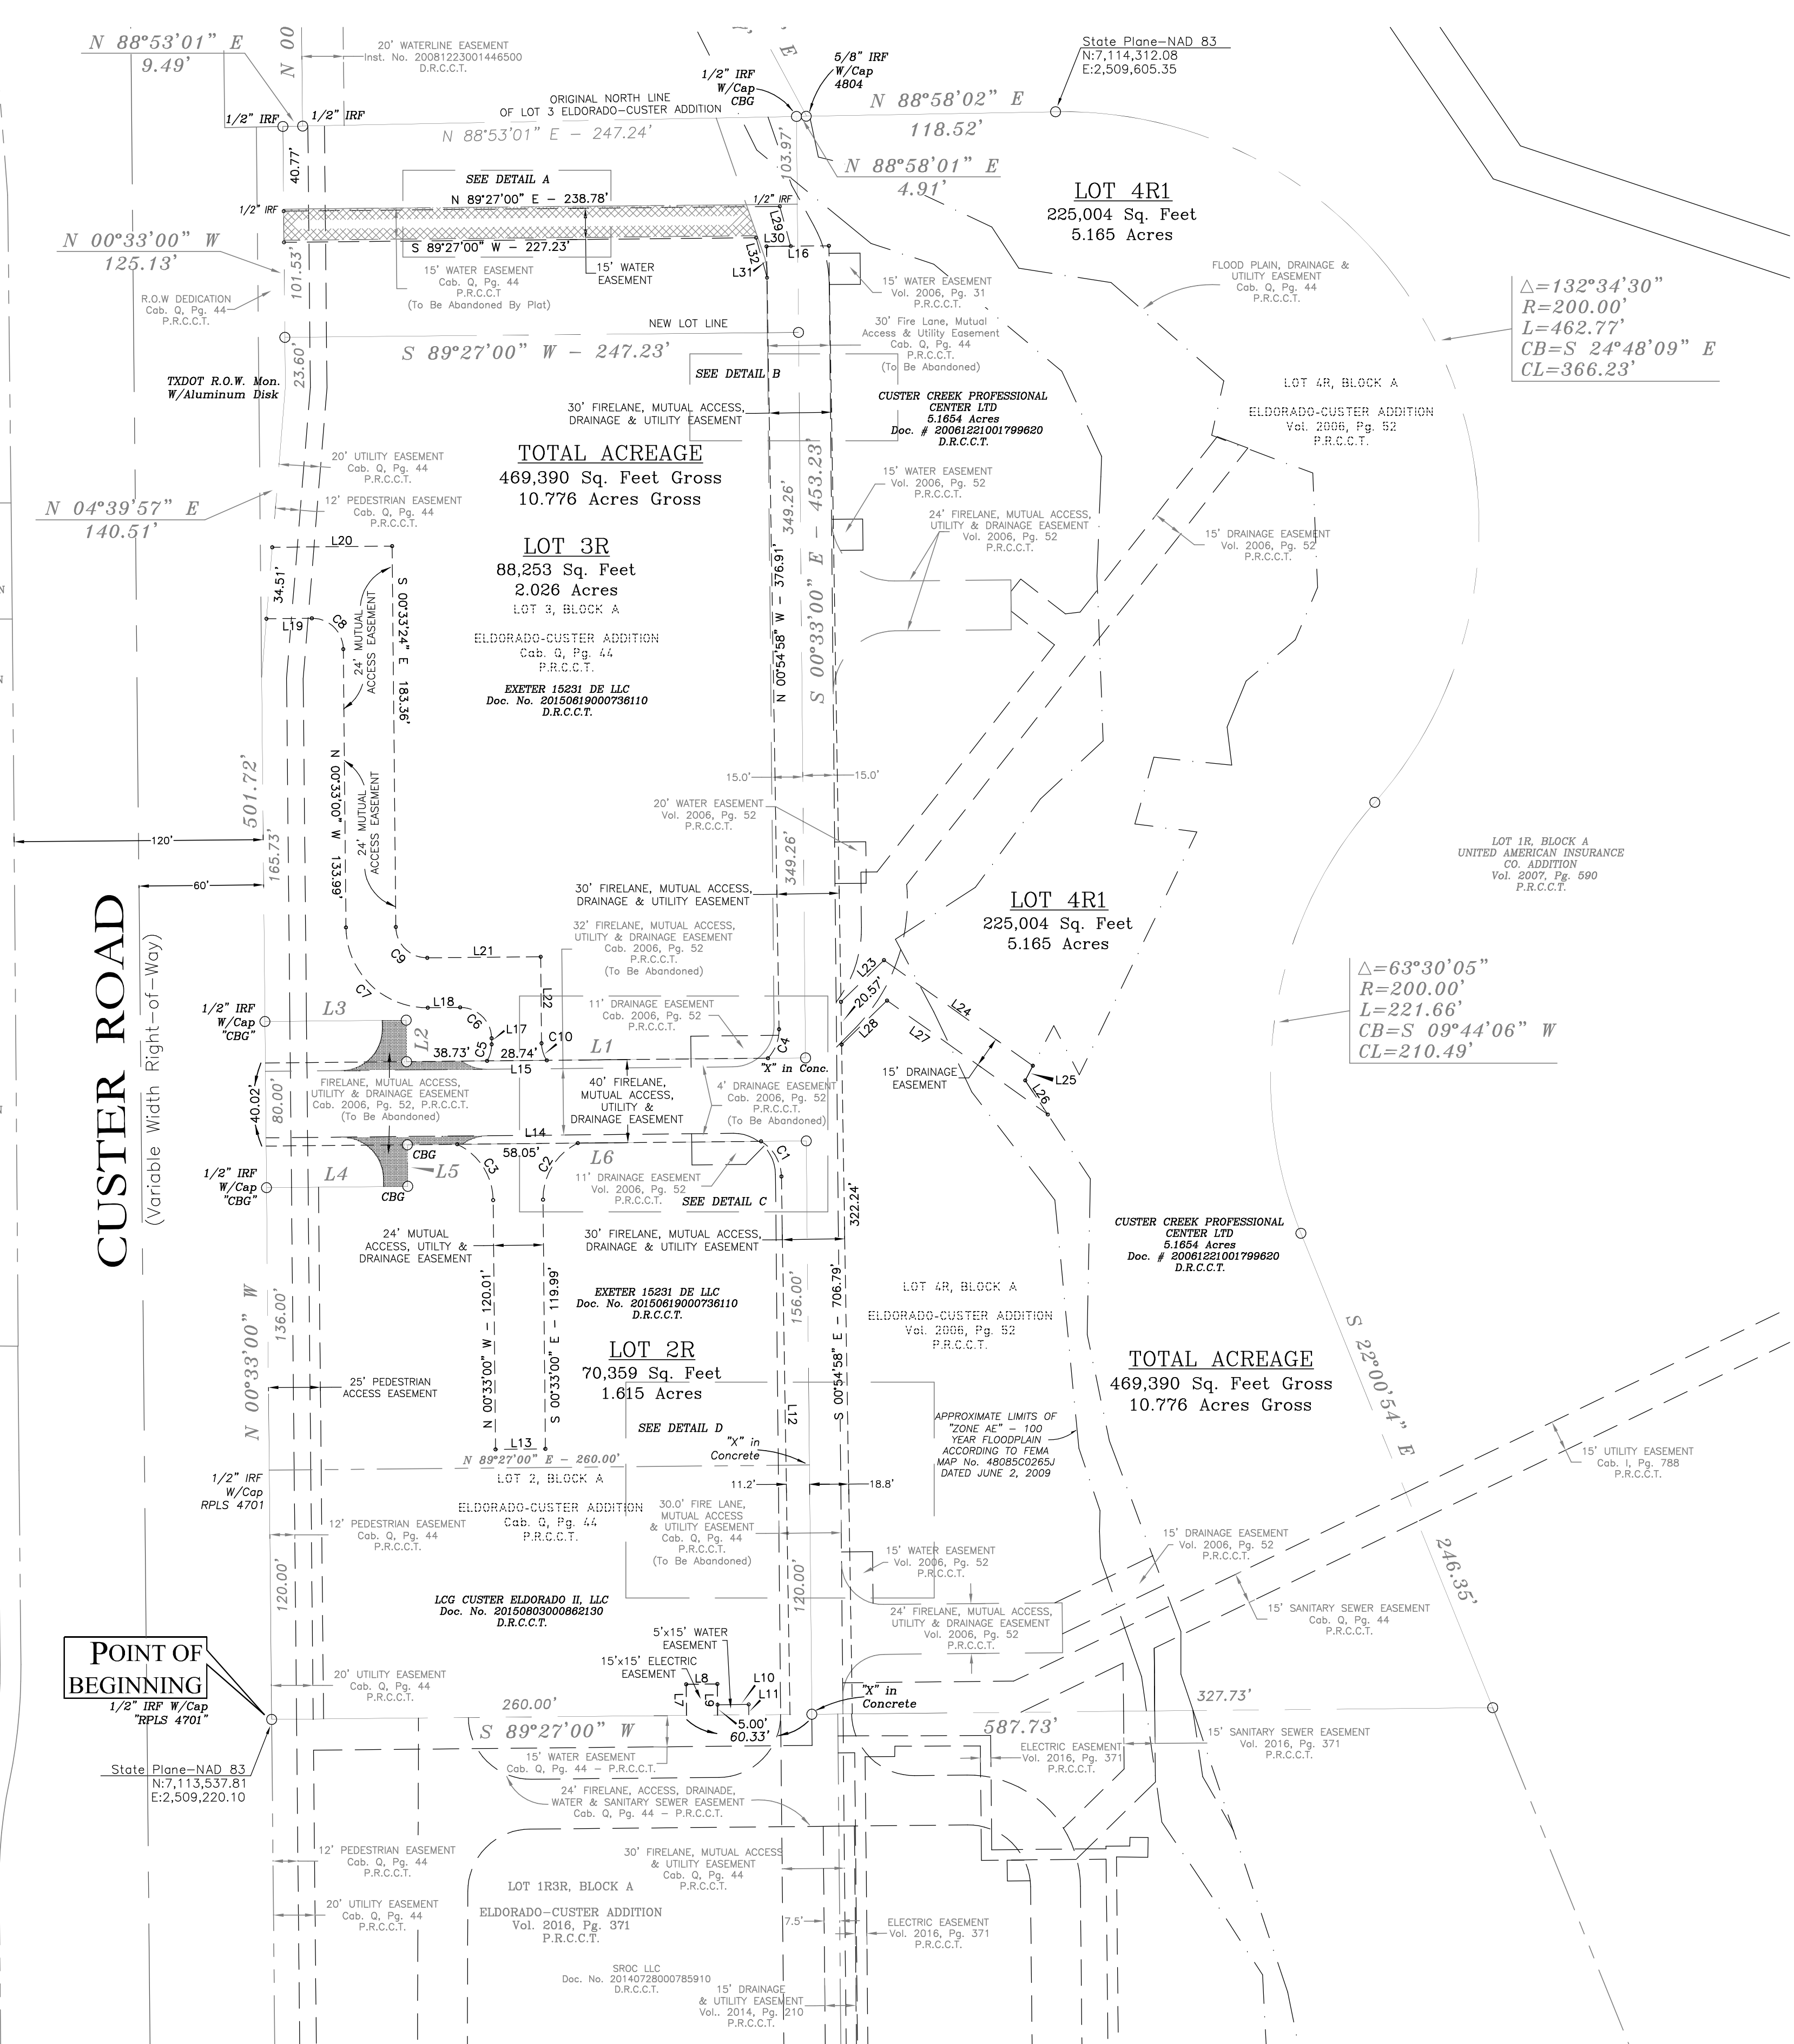 N 88°53'01" E
9.49'
N 00
20' WATERLINE EASEMENT
Inst. No. 20081223001446500
D.R.C.C.T.
1/2" IRF
1/2" IRF
ORIGINAL NORTH LINE
OF LOT 3 ELDORADO-CUSTER ADDITION
N 88°53'01" E - 247.24'
1/2" IRF
W/Cap
CBG
' E
5/8" IRF
W/Cap
4804
N 88°58'02" E
118.52'
State Plane-NAD 83
N:7,114,312.08
E:2,509,605.35
N 88°58'01" E
4.91'
40.77'
103.97'
SEE DETAIL A
N 89°27'00" E - 238.78'
1/2" IRF
1/2" IRF
L29
L30
L16
L32
L31
S 89°27'00" W - 227.23'
LOT 4R1
225,004 Sq. Feet
5.165 Acres
N 00°33'00" W
125.13'
101.53'
R.O.W DEDICATION
Cab. Q, Pg. 44
P.R.C.C.T.
15' WATER EASEMENT
Cab. Q, Pg. 44
P.R.C.C.T
(To Be Abandoned By Plat)
15' WATER
EASEMENT
15' WATER EASEMENT
Vol. 2006, Pg. 31
P.R.C.C.T.
FLOOD PLAIN, DRAINAGE &
UTILITY EASEMENT
Cab. Q, Pg. 44
P.R.C.C.T.
△=132°34'30"
R=200.00'
L=462.77'
CB=S 24°48'09" E
CL=366.23'
NEW LOT LINE
S 89°27'00" W - 247.23'
30' Fire Lane, Mutual
Access & Utility Easement
Cab. Q, Pg. 44
P.R.C.C.T.
(To Be Abandoned)
23.60'
TXDOT R.O.W. Mon.
W/Aluminum Disk
SEE DETAIL B
30' FIRELANE, MUTUAL ACCESS,
DRAINAGE & UTILITY EASEMENT
CUSTER CREEK PROFESSIONAL
CENTER LTD
5.1654 Acres
Doc. # 20061221001799620
D.R.C.C.T.
LOT 4R, BLOCK A
ELDORADO-CUSTER ADDITION
Vol. 2006, Pg. 52
P.R.C.C.T.
20' UTILITY EASEMENT
Cab. Q, Pg. 44
P.R.C.C.T.
TOTAL ACREAGE
469,390 Sq. Feet Gross
10.776 Acres Gross
15' WATER EASEMENT
Vol. 2006, Pg. 52
P.R.C.C.T.
N 04°39'57" E
140.51'
12' PEDESTRIAN EASEMENT
Cab. Q, Pg. 44
P.R.C.C.T.
349.26'
S 00°33'00" E - 453.23'
24' FIRELANE, MUTUAL ACCESS,
UTILITY & DRAINAGE EASEMENT
Vol. 2006, Pg. 52
P.R.C.C.T.
15' DRAINAGE EASEMENT
Vol. 2006, Pg. 52
P.R.C.C.T.
L20
34.51'
L19
C8
LOT 3R
88,253 Sq. Feet
2.026 Acres
LOT 3, BLOCK A
ELDORADO-CUSTER ADDITION
Cab. Q, Pg. 44
P.R.C.C.T.
EXETER 15231 DE LLC
Doc. No. 20150619000736110
D.R.C.C.T.
24' MUTUAL
ACCESS EASEMENT
S 00°33'24" E 183.36'
N 00°54'58" W - 376.91'
N 00°33'00" W 133.99'
24' MUTUAL
ACCESS EASEMENT
501.72'
165.73'
15.0'
15.0'
20' WATER EASEMENT
Vol. 2006, Pg. 52
P.R.C.C.T.
349.26'
120'
60'
LOT 1R, BLOCK A
UNITED AMERICAN INSURANCE
CO. ADDITION
Vol. 2007, Pg. 590
P.R.C.C.T.
CUSTER ROAD
(Variable Width Right-of-Way)
30' FIRELANE, MUTUAL ACCESS,
DRAINAGE & UTILITY EASEMENT
LOT 4R1
225,004 Sq. Feet
5.165 Acres
32' FIRELANE, MUTUAL ACCESS,
UTILITY & DRAINAGE EASEMENT
Cab. 2006, Pg. 52
P.R.C.C.T.
(To Be Abandoned)
C9
L21
L22
C7
L18
C6
L17
C5
C10
L23
20.57'
L28
L24
L27
L25
L26
△=63°30'05"
R=200.00'
L=221.66'
CB=S 09°44'06" W
CL=210.49'
1/2" IRF
W/Cap
"CBG"
L3
L2
11' DRAINAGE EASEMENT
Cab. 2006, Pg. 52
P.R.C.C.T.
C4
38.73'
28.74'
L1
L15
"X" in Conc.
15' DRAINAGE
EASEMENT
40.02'
80.00'
FIRELANE, MUTUAL ACCESS,
UTILITY & DRAINAGE EASEMENT
Cab. 2006, Pg. 52, P.R.C.C.T.
(To Be Abandoned)
40' FIRELANE,
MUTUAL ACCESS,
UTILITY &
DRAINAGE EASEMENT
4' DRAINAGE EASEMENT
Cab. 2006, Pg. 52
P.R.C.C.T.
(To Be Abandoned)
L14
CBG
58.05'
L6
1/2" IRF
W/Cap
"CBG"
L4
L5
CBG
C3
C2
C1
11' DRAINAGE EASEMENT
Vol. 2006, Pg. 52
P.R.C.C.T.
SEE DETAIL C
322.24'
24' MUTUAL
ACCESS, UTILTY &
DRAINAGE EASEMENT
30' FIRELANE, MUTUAL ACCESS,
DRAINAGE & UTILITY EASEMENT
CUSTER CREEK PROFESSIONAL
CENTER LTD
5.1654 Acres
Doc. # 20061221001799620
D.R.C.C.T.
N 00°33'00" W
136.00'
N 00°33'00" W - 120.01'
S 00°33'00" E - 119.99'
EXETER 15231 DE LLC
Doc. No. 20150619000736110
D.R.C.C.T.
156.00'
S 00°54'58" E - 706.79'
LOT 4R, BLOCK A
ELDORADO-CUSTER ADDITION
Vol. 2006, Pg. 52
P.R.C.C.T.
S 22°00'54" E
246.35'
LOT 2R
70,359 Sq. Feet
1.615 Acres
TOTAL ACREAGE
469,390 Sq. Feet Gross
10.776 Acres Gross
25' PEDESTRIAN
ACCESS EASEMENT
L12
L13
SEE DETAIL D
"X" in
Concrete
APPROXIMATE LIMITS OF
"ZONE AE" - 100
YEAR FLOODPLAIN
ACCORDING TO FEMA
MAP No. 48085C0265J
DATED JUNE 2, 2009
15' UTILITY EASEMENT
Cab. I, Pg. 788
P.R.C.C.T.
N 89°27'00" E - 260.00'
1/2" IRF
W/Cap
RPLS 4701
LOT 2, BLOCK A
ELDORADO-CUSTER ADDITION
Cab. Q, Pg. 44
P.R.C.C.T.
11.2'
18.8'
30.0' FIRE LANE,
MUTUAL ACCESS
& UTILITY EASEMENT
Cab. Q, Pg. 44
P.R.C.C.T.
(To Be Abandoned)
12' PEDESTRIAN EASEMENT
Cab. Q, Pg. 44
P.R.C.C.T.
15' WATER EASEMENT
Vol. 2006, Pg. 52
P.R.C.C.T.
15' DRAINAGE EASEMENT
Vol. 2006, Pg. 52
P.R.C.C.T.
120.00'
120.00'
LCG CUSTER ELDORADO II, LLC
Doc. No. 20150803000862130
D.R.C.C.T.
24' FIRELANE, MUTUAL ACCESS,
UTILITY & DRAINAGE EASEMENT
Vol. 2006, Pg. 52
P.R.C.C.T.
15' SANITARY SEWER EASEMENT
Cab. Q, Pg. 44
P.R.C.C.T.
POINT OF
BEGINNING
1/2" IRF W/Cap
"RPLS 4701"
20' UTILITY EASEMENT
Cab. Q, Pg. 44
P.R.C.C.T.
5'x15' WATER
EASEMENT
15'x15' ELECTRIC
EASEMENT
L8
L10
L7
L9
L11
5.00'
60.33'
"X" in
Concrete
260.00'
S 89°27'00" W
587.73'
327.73'
State Plane-NAD 83
N:7,113,537.81
E:2,509,220.10
15' WATER EASEMENT
Cab. Q, Pg. 44 - P.R.C.C.T.
ELECTRIC EASEMENT
Vol. 2016, Pg. 371
P.R.C.C.T.
15' SANITARY SEWER EASEMENT
Vol. 2016, Pg. 371
P.R.C.C.T.
24' FIRELANE, ACCESS, DRAINADE,
WATER & SANITARY SEWER EASEMENT
Cab. Q, Pg. 44 - P.R.C.C.T.
12' PEDESTRIAN EASEMENT
Cab. Q, Pg. 44
P.R.C.C.T.
30' FIRELANE, MUTUAL ACCESS
& UTILITY EASEMENT
Cab. Q, Pg. 44
P.R.C.C.T.
LOT 1R3R, BLOCK A
ELDORADO-CUSTER ADDITION
Vol. 2016, Pg. 371
P.R.C.C.T.
20' UTILITY EASEMENT
Cab. Q, Pg. 44
P.R.C.C.T.
7.5'
ELECTRIC EASEMENT
Vol. 2016, Pg. 371
P.R.C.C.T.
SROC LLC
Doc. No. 20140728000785910
D.R.C.C.T.
15' DRAINAGE
& UTILITY EASEMENT
Vol.. 2014, Pg. 210
P.R.C.C.T.